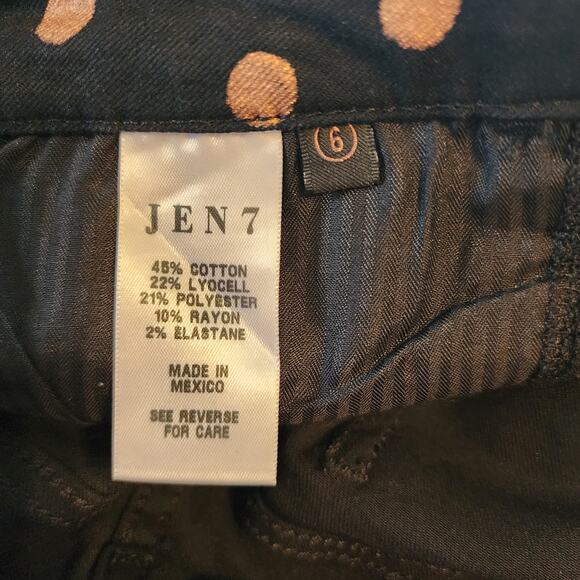 6
JEN7
45% COTTON
22% LYOCELL
21% POLYESTER
10% RAYON
2% ELASTANE
MADE IN
MEXICO
SEE REVERSE
FOR CARE